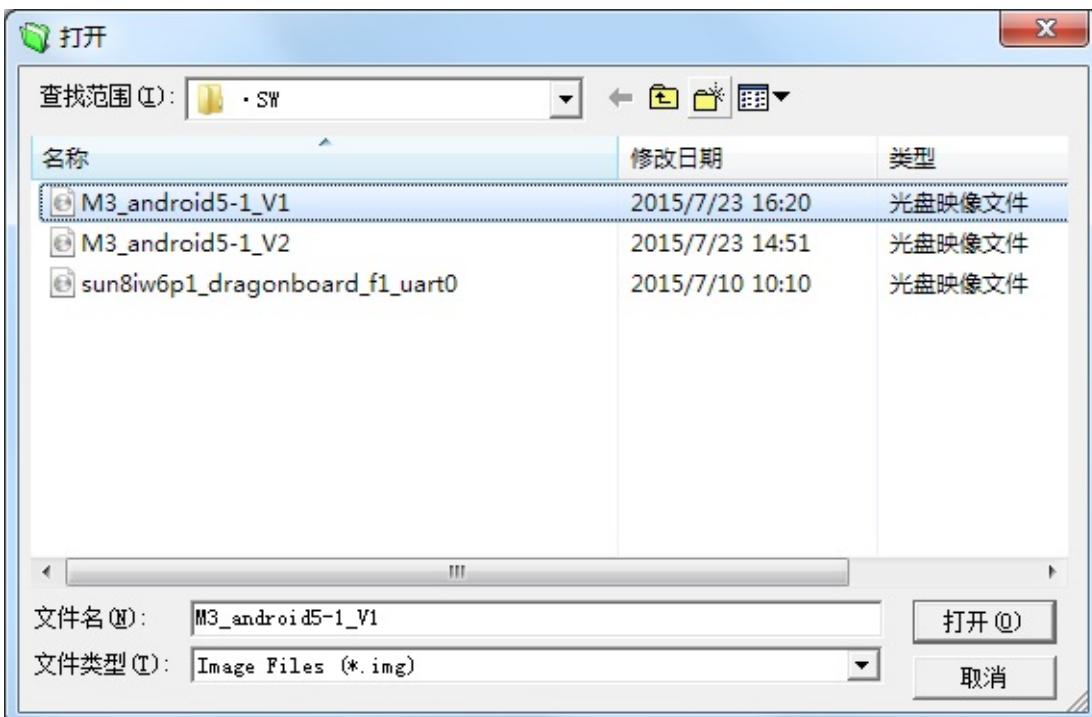 打开
查找范围(I): · SW
名称 修改日期 类型
M3_android5-1_V1 2015/7/23 16:20 光盘映像文件
M3_android5-1_V2 2015/7/23 14:51 光盘映像文件
sun8iw6p1_dragonboard_f1_uart0 2015/7/10 10:10 光盘映像文件
文件名(N): M3_android5-1_V1 打开(O)
文件类型(T): Image Files (*.img) 取消